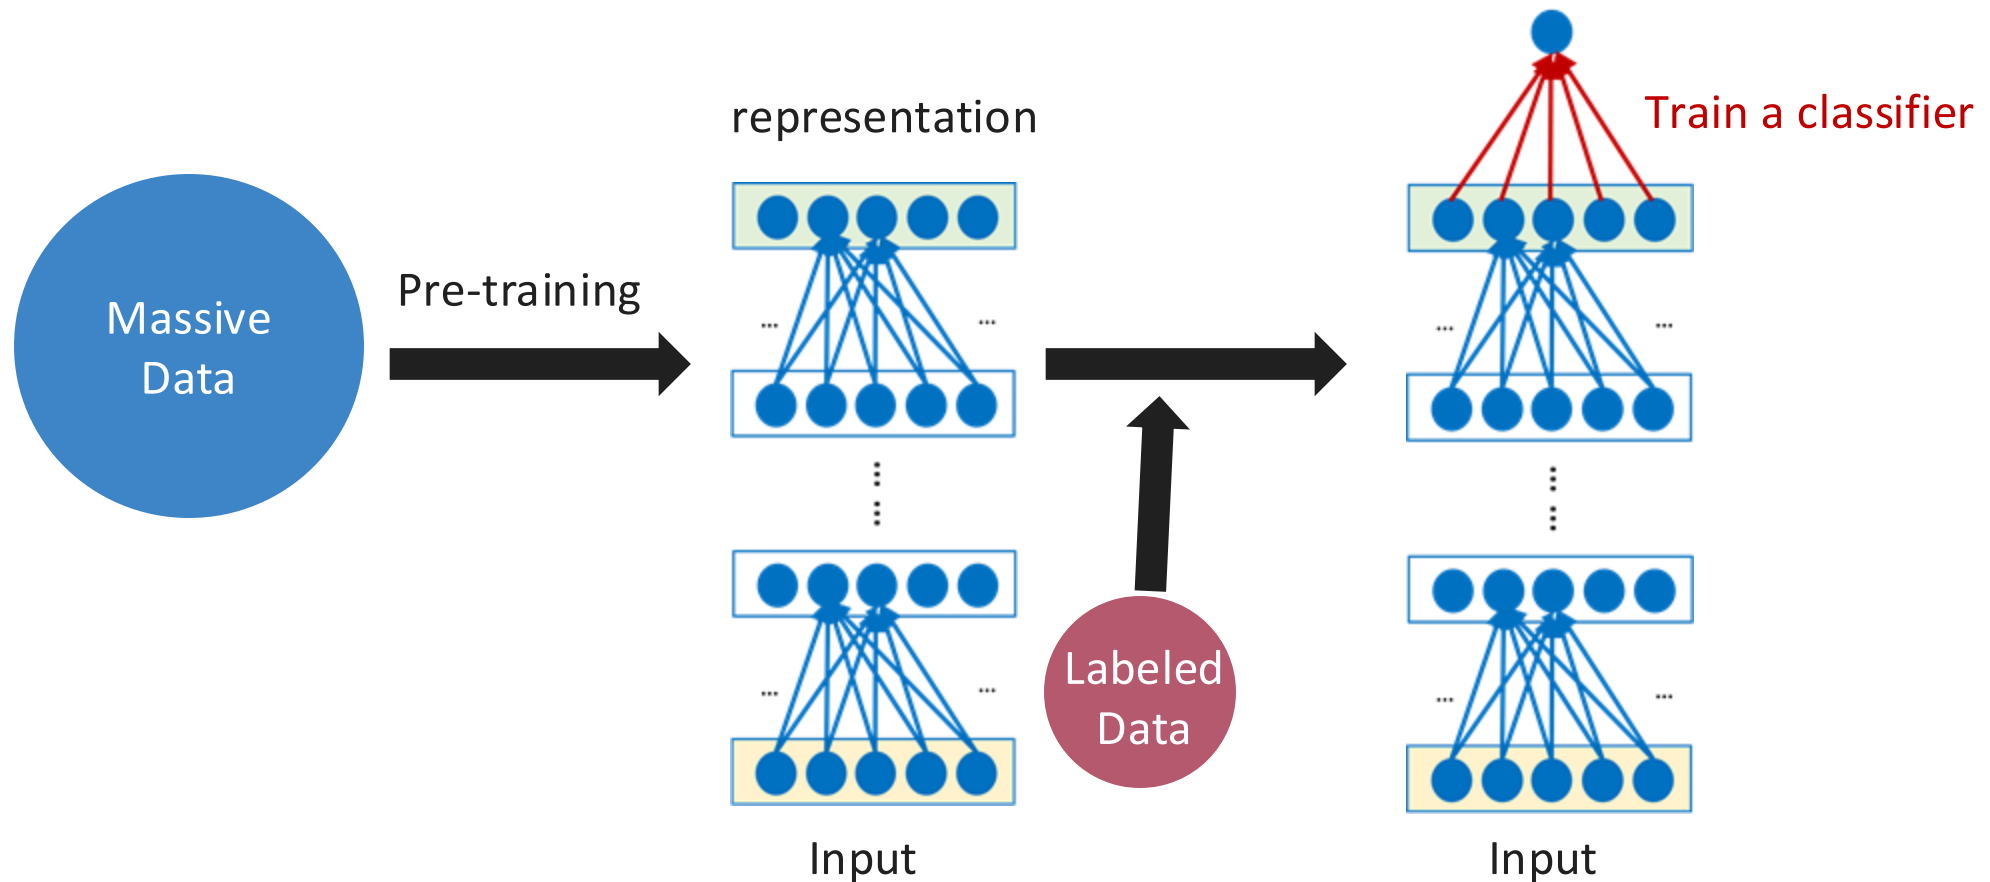 Massive
Data
Pre-training
representation
Input
Labeled
Data
Train a classifier
Input